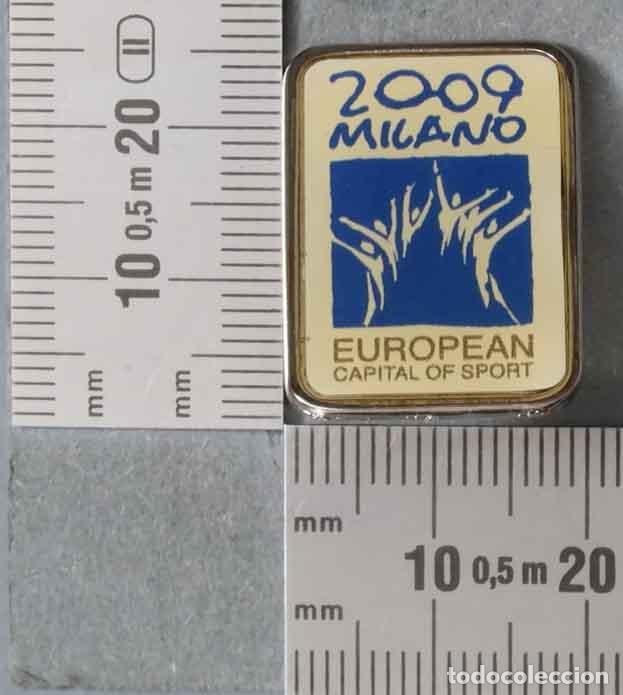 2009
MILANO
EUROPEAN
CAPITAL OF SPORT
mm
mm
10 0,5 m 20
II
mm
10 0,5 m 20
mm
todocoleccion